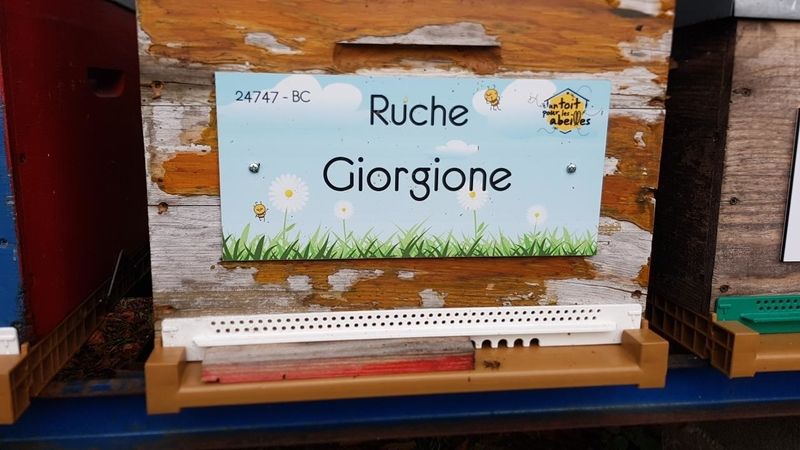 24747 - BC
Ruche
un toit
pour les
abeilles
Giorgione